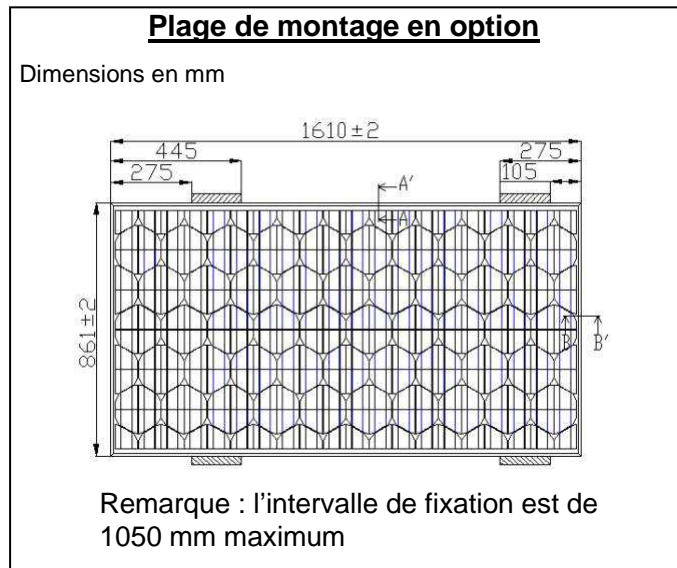 Plage de montage en option
Dimensions en mm
1610±2
445
275
275
105
A'
A
861±2
B
B'
Remarque : l’intervalle de fixation est de
1050 mm maximum